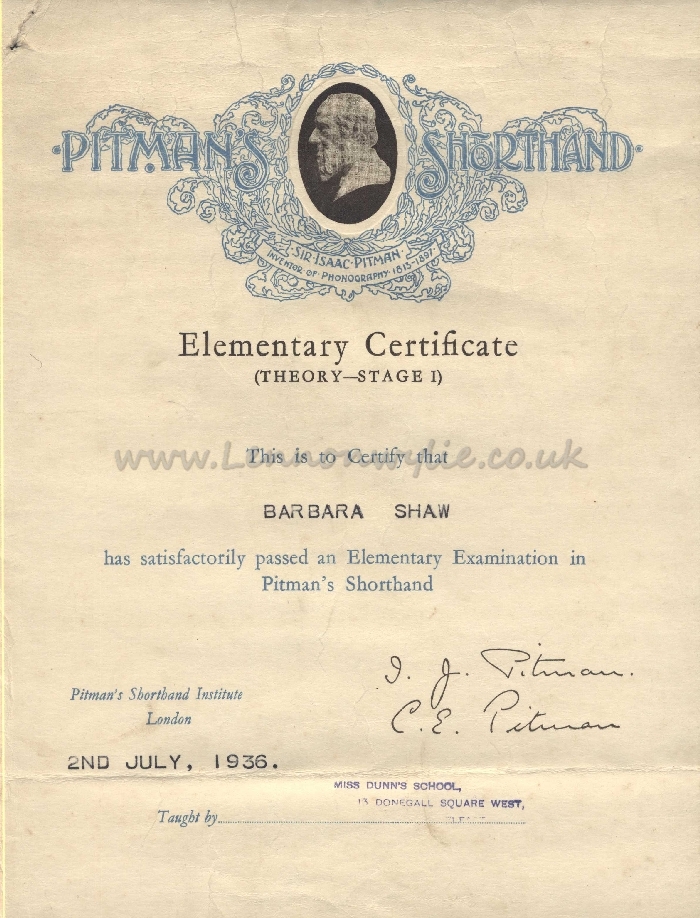 PITMAN'S SHORTHAND
SIR·ISAAC·PITMAN·
INVENTOR·OF·PHONOGRAPHY·1813-1897
Elementary Certificate
(THEORY—STAGE I)
www.Lennonwylie.co.uk
This is to Certify that
BARBARA SHAW
has satisfactorily passed an Elementary Examination in
Pitman's Shorthand
I. J. Pitman.
C. E. Pitman
Pitman's Shorthand Institute
London
2ND JULY, 1936.
MISS DUNN'S SCHOOL,
13 DONEGALL SQUARE WEST,
Taught by